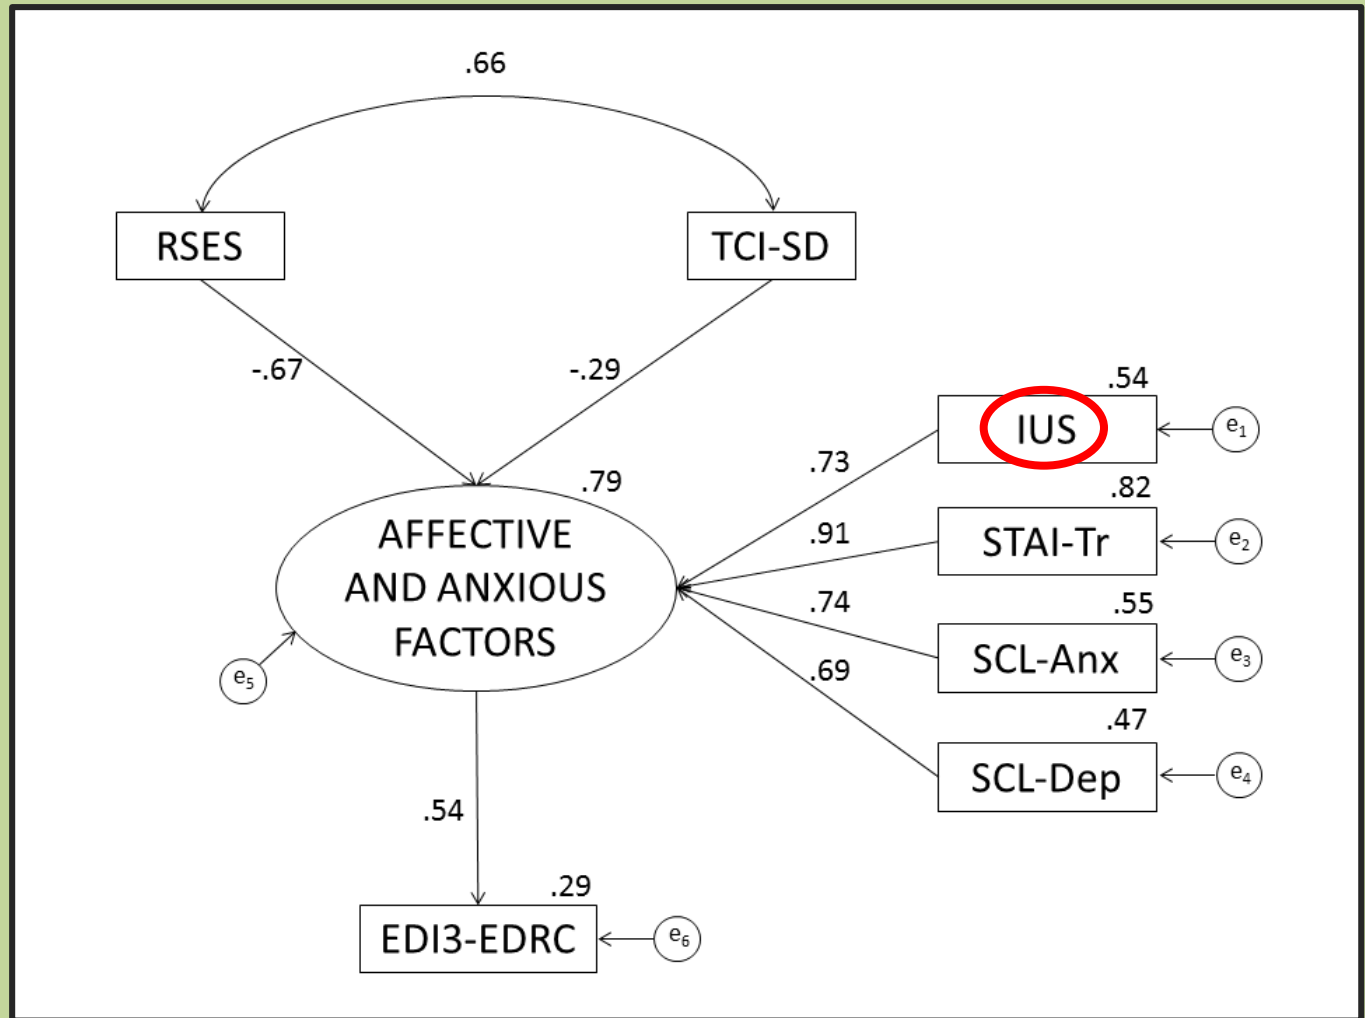 .66
RSES
TCI-SD
-.67
-.29
.54
IUS
e₁
.73
.79
.82
AFFECTIVE
AND ANXIOUS
FACTORS
.91
STAI-Tr
e₂
.74
.55
SCL-Anx
e₃
.69
e₅
.47
SCL-Dep
e₄
.54
.29
EDI3-EDRC
e₆